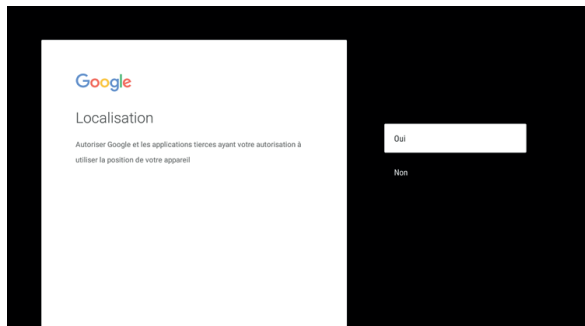 Google
Localisation
Autoriser Google et les applications tierces ayant votre autorisation à
utiliser la position de votre appareil
Oui
Non